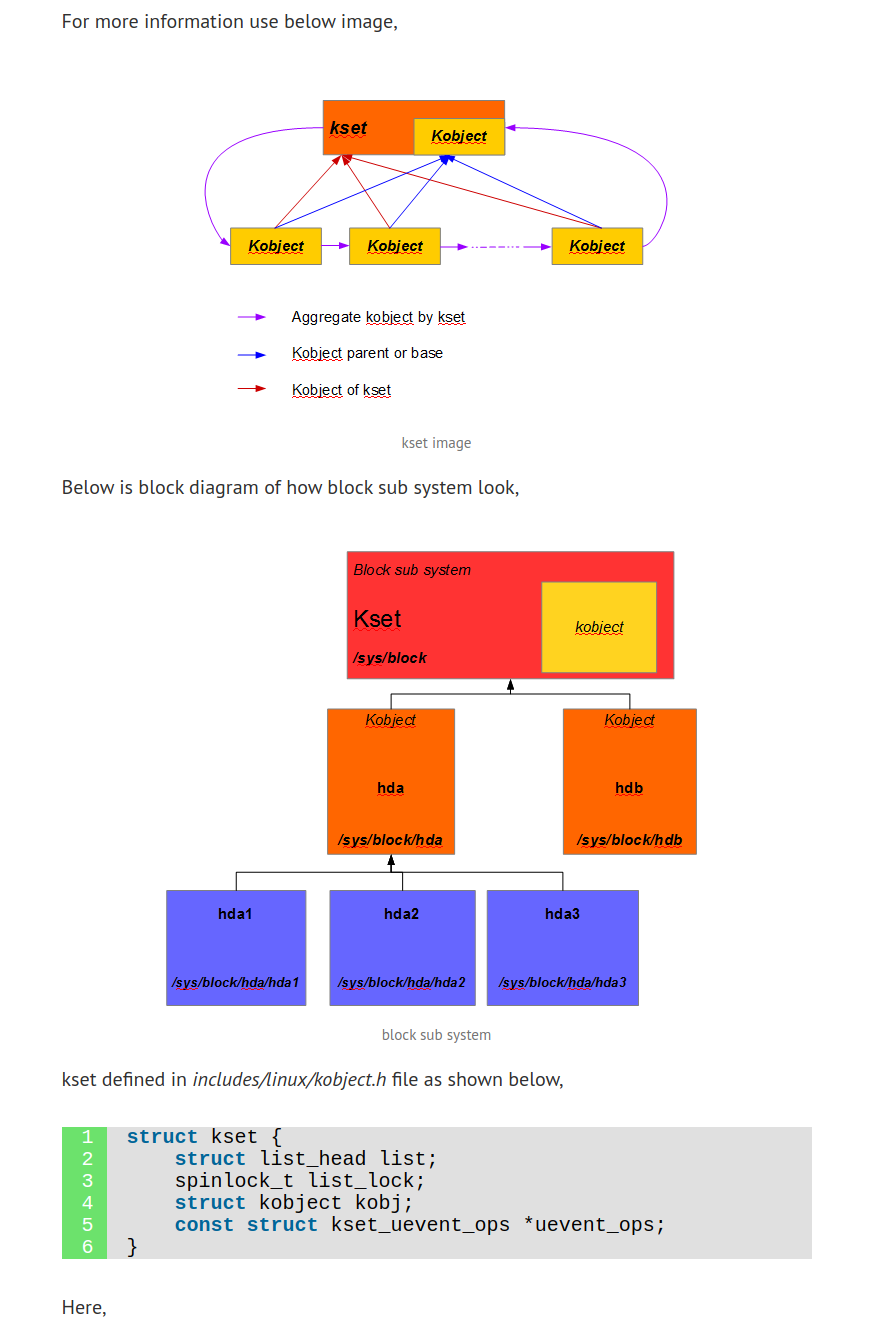 For more information use below image,
kset
Kobject
Kobject
Kobject
Kobject
Aggregate kobject by kset
Kobject parent or base
Kobject of kset
kset image
Below is block diagram of how block sub system look,
Block sub system
Kset
kobject
/sys/block
Kobject
Kobject
hda
hdb
/sys/block/hda
/sys/block/hdb
hda1
hda2
hda3
/sys/block/hda/hda1
/sys/block/hda/hda2
/sys/block/hda/hda3
block sub system
kset defined in includes/linux/kobject.h file as shown below,
1 struct kset {
2     struct list_head list;
3     spinlock_t list_lock;
4     struct kobject kobj;
5     const struct kset_uevent_ops *uevent_ops;
6 }
Here,